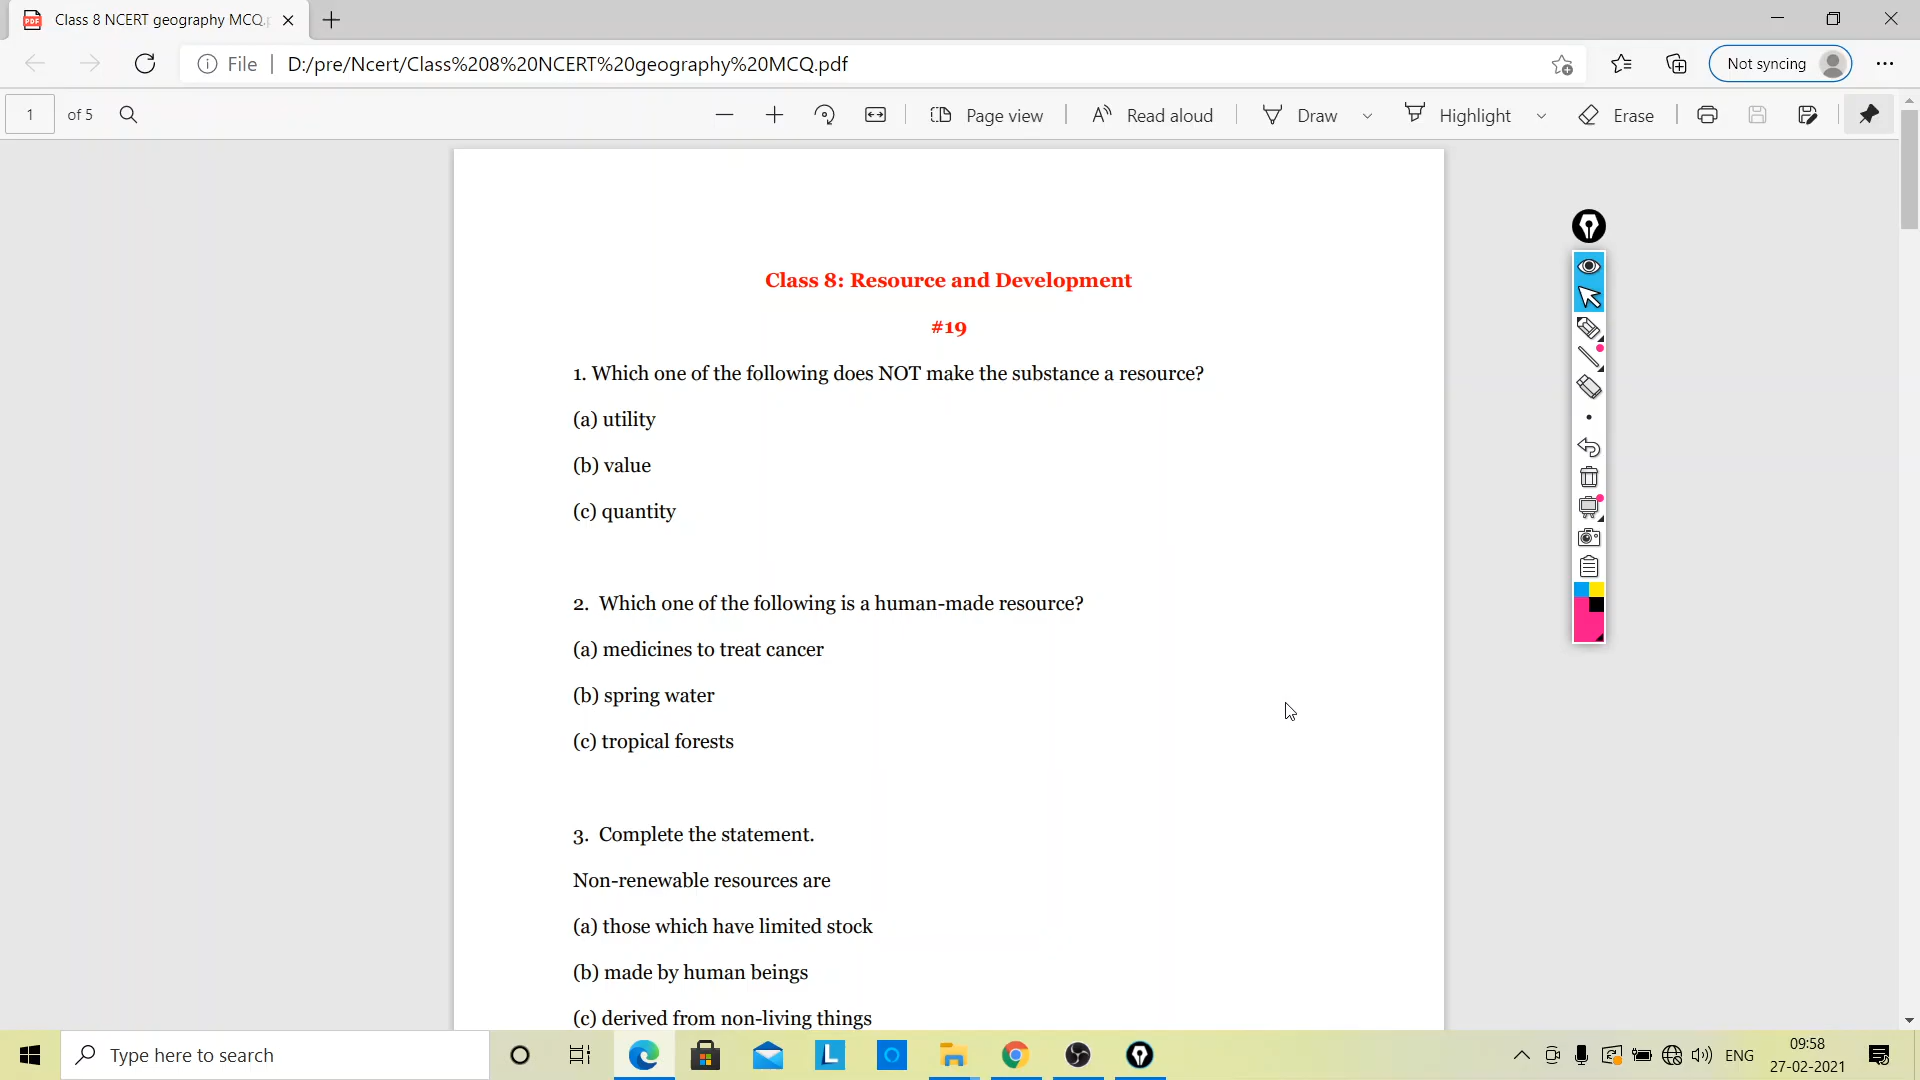 Class 8 NCERT geography MCQ.p
File
D:/pre/Ncert/Class%208%20NCERT%20geography%20MCQ.pdf
Not syncing
1 of 5
Page view
Read aloud
Draw
Highlight
Erase
Class 8: Resource and Development
#19
1. Which one of the following does NOT make the substance a resource?
(a) utility
(b) value
(c) quantity
2. Which one of the following is a human-made resource?
(a) medicines to treat cancer
(b) spring water
(c) tropical forests
3. Complete the statement.
Non-renewable resources are
(a) those which have limited stock
(b) made by human beings
(c) derived from non-living things
Type here to search
ENG
09:58
27-02-2021